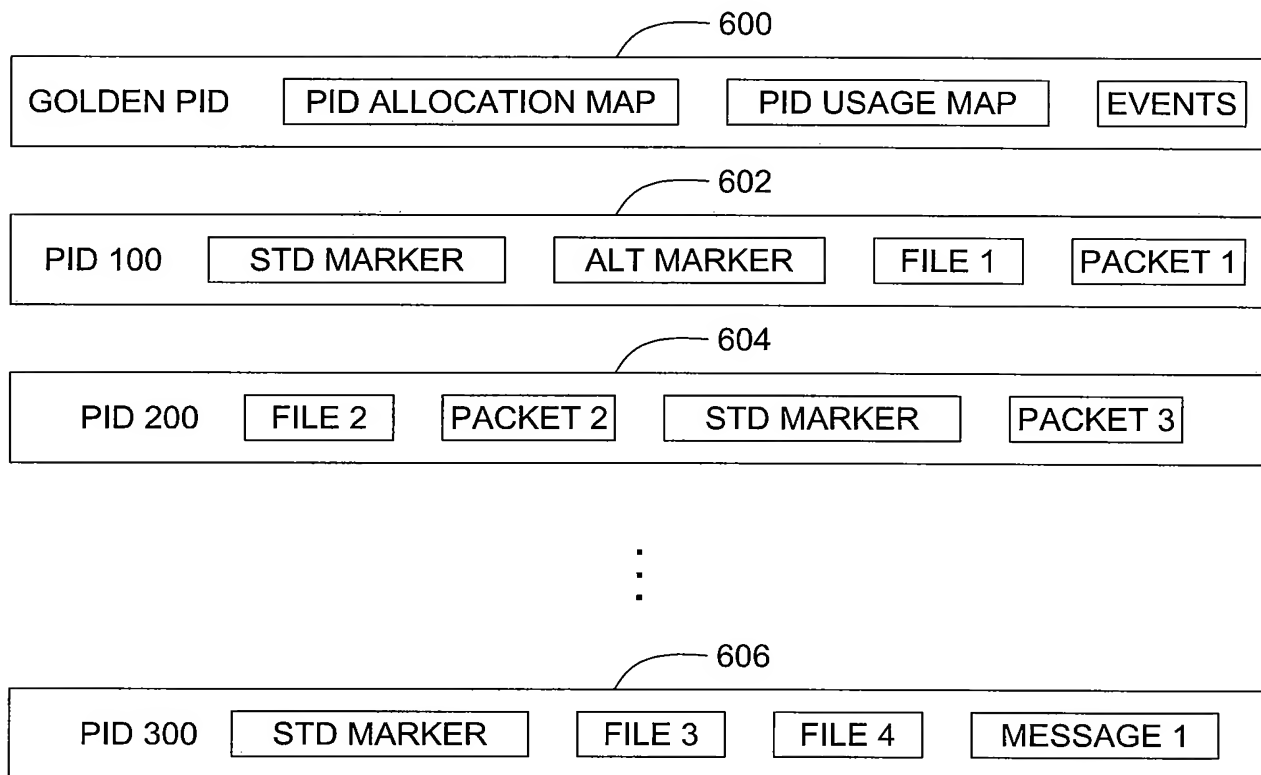 600
GOLDEN PID PID ALLOCATION MAP PID USAGE MAP EVENTS
602
PID 100 STD MARKER ALT MARKER FILE 1 PACKET 1
604
PID 200 FILE 2 PACKET 2 STD MARKER PACKET 3
606
PID 300 STD MARKER FILE 3 FILE 4 MESSAGE 1